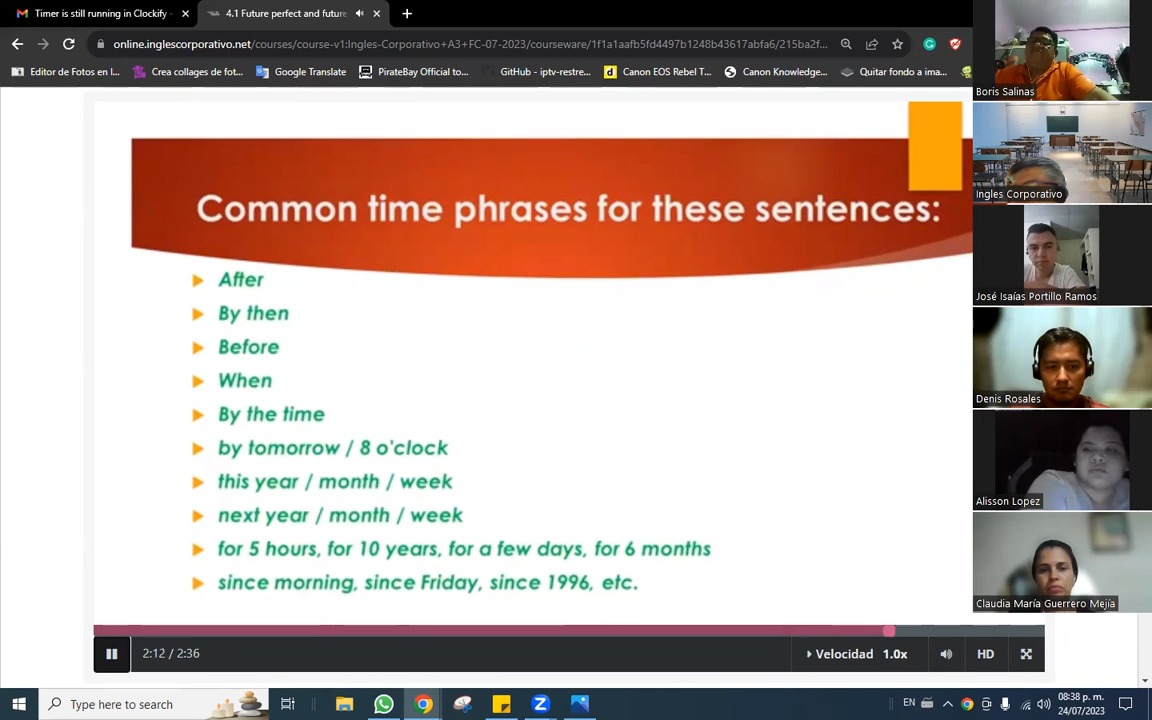 Timer is still running in Clockify -
4.1 Future perfect and future
online.inglescorporativo.net/courses/course-v1:Ingles-Corporativo+A3+FC-07-2023/courseware/1f1a1aafb5fd4497b1248b43617abfa6/215ba2f...
Editor de Fotos en l...
Crea collages de fot...
Google Translate
PirateBay Official to...
GitHub - iptv-restre...
Canon EOS Rebel T...
Canon Knowledge...
Quitar fondo a ima...
Common time phrases for these sentences:
After
By then
Before
When
By the time
by tomorrow / 8 o'clock
this year / month / week
next year / month / week
for 5 hours, for 10 years, for a few days, for 6 months
since morning, since Friday, since 1996, etc.
2:12 / 2:36
Velocidad 1.0x
HD
Boris Salinas
Ingles Corporativo
José Isaías Portillo Ramos
Denis Rosales
Alisson Lopez
Claudia María Guerrero Mejía
Type here to search
EN
08:38 p. m.
24/07/2023